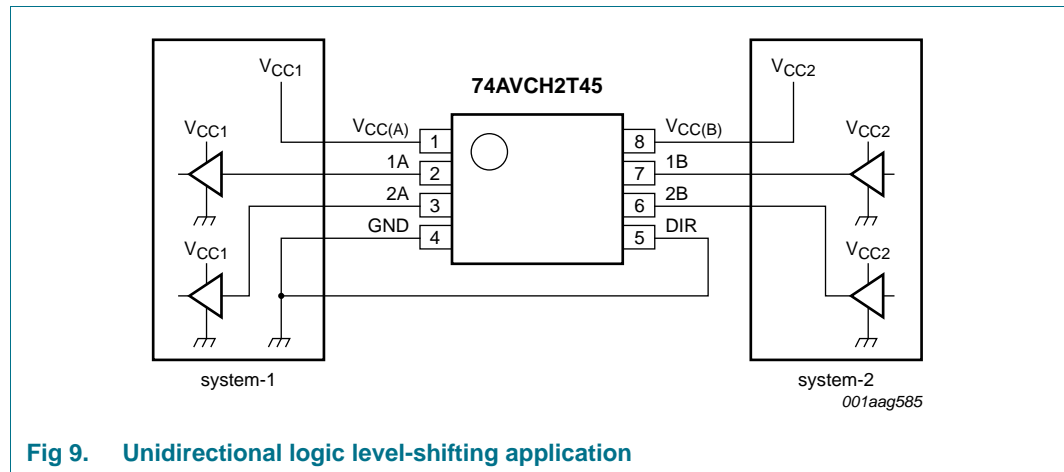 VCC1
VCC2
74AVCH2T45
VCC1
VCC(A)
1
8
VCC(B)
VCC2
1A
2
7
1B
2A
3
6
2B
GND
4
5
DIR
VCC1
VCC2
system-1
system-2
001aag585
Fig 9. Unidirectional logic level-shifting application